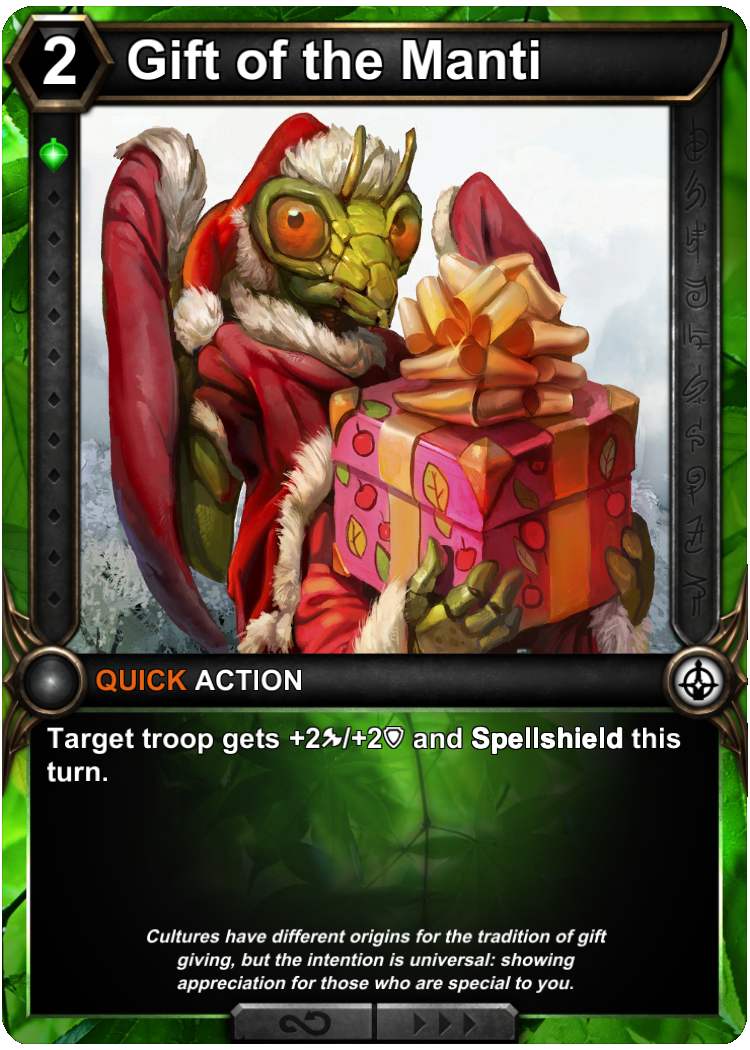 2 Gift of the Manti
QUICK ACTION
Target troop gets +2/+2 and Spellshield this
turn.
Cultures have different origins for the tradition of gift
giving, but the intention is universal: showing
appreciation for those who are special to you.